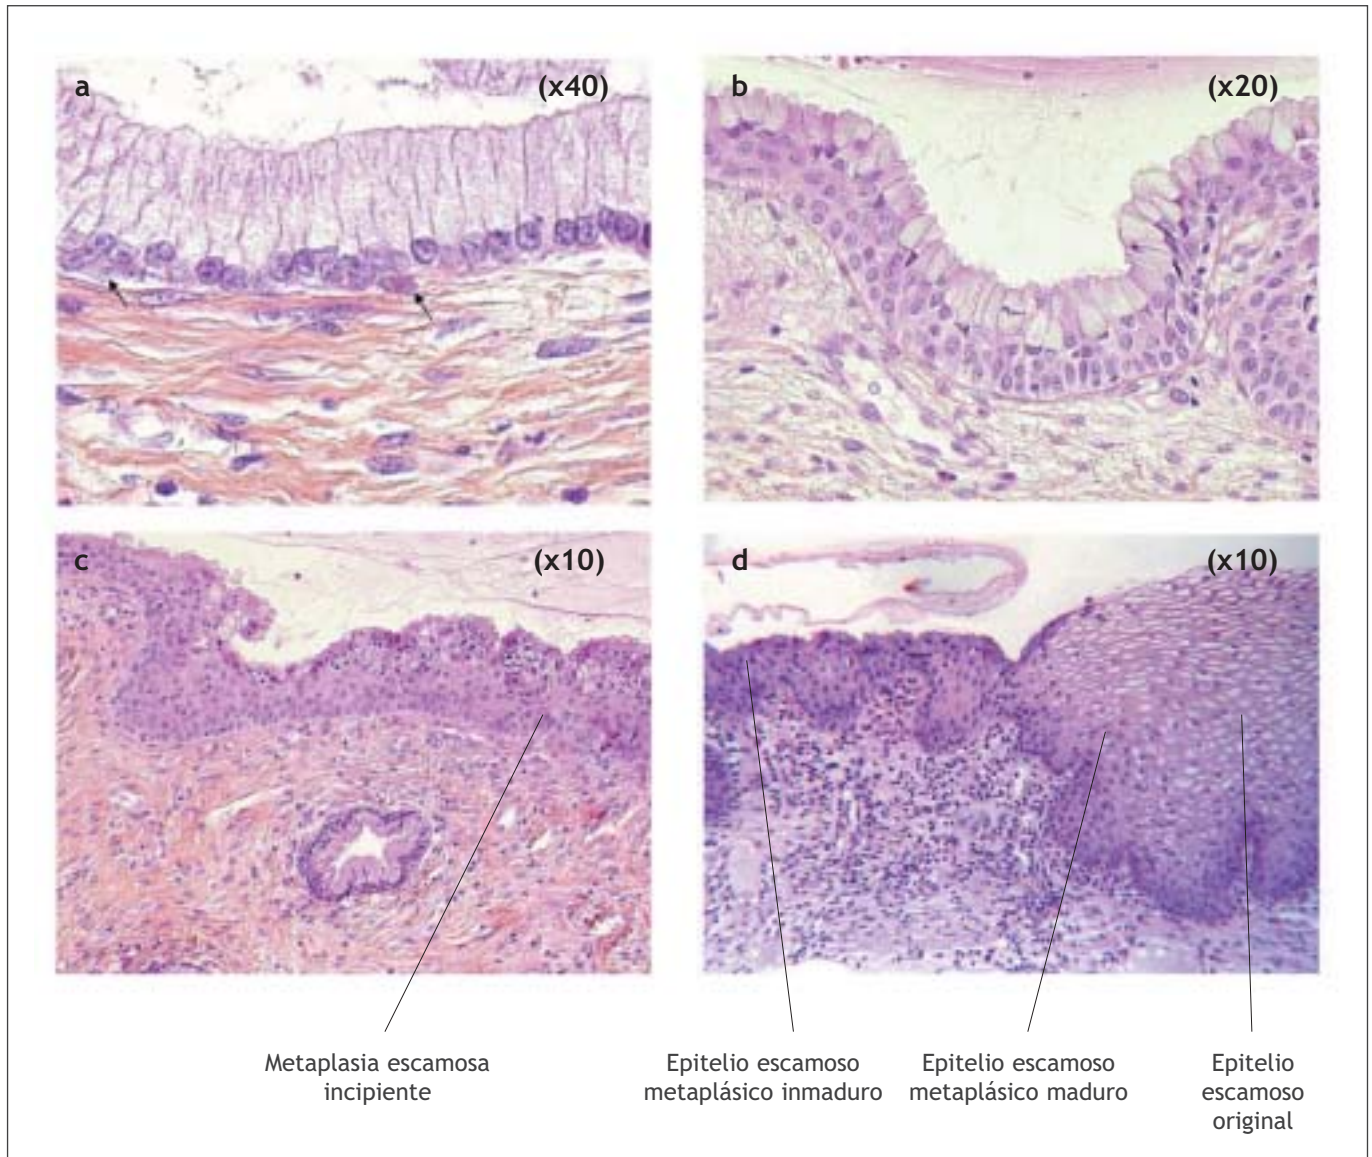 a (x40)
b (x20)
c (x10)
d (x10)
Metaplasia escamosa
incipiente
Epitelio escamoso
metaplásico inmaduro
Epitelio escamoso
metaplásico maduro
Epitelio
escamoso
original